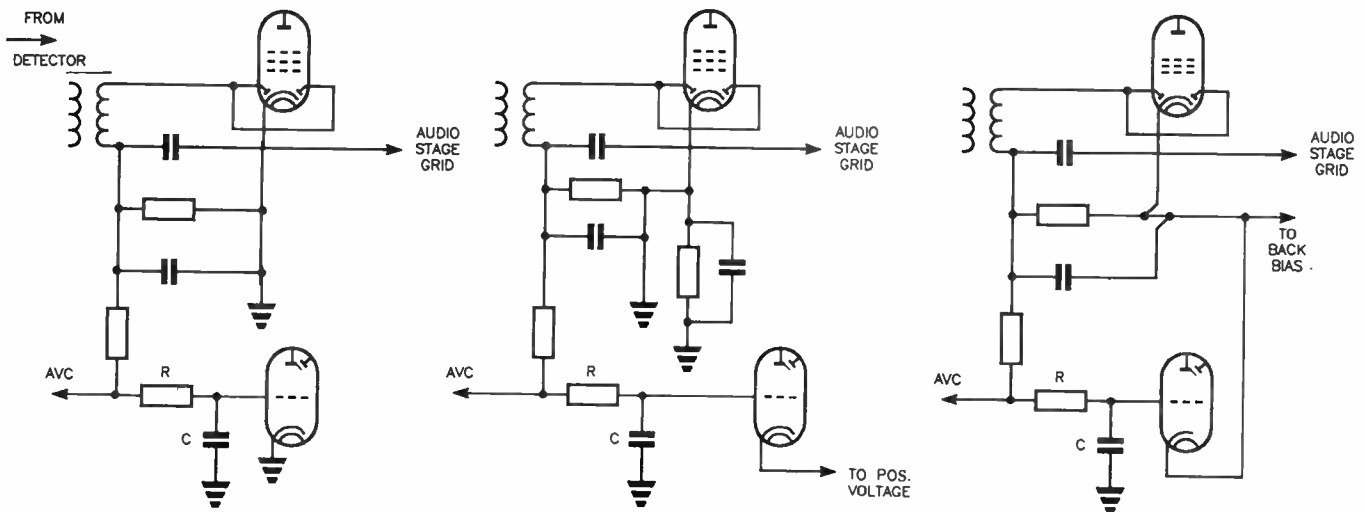 FROM
DETECTOR
AUDIO
STAGE
GRID
AVC
R
C
AUDIO
STAGE
GRID
AVC
R
C
TO POS.
VOLTAGE
AUDIO
STAGE
GRID
TO
BACK
BIAS.
AVC
R
C